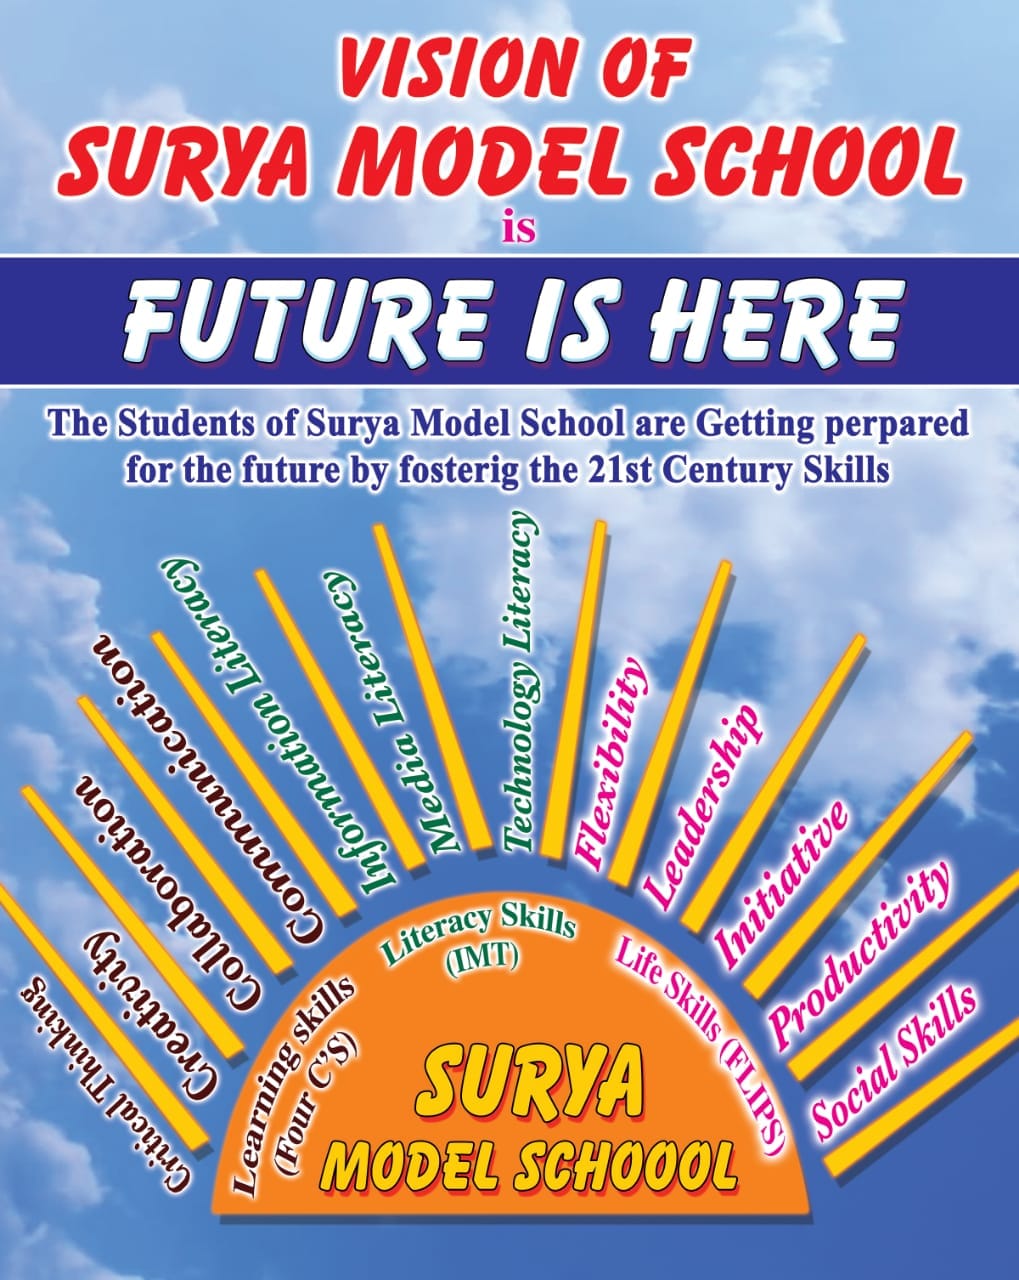 VISION OF
SURYA MODEL SCHOOL
is
FUTURE IS HERE
The Students of Surya Model School are Getting perpared
for the future by fosterig the 21st Century Skills
Critical Thinking
Creativity
Collaboration
Communication
Information Literacy
Media Literacy
Technology Literacy
Flexibility
Leadership
Initiative
Productivity
Social Skills
Learning skills
(Four C'S)
Literacy Skills
(IMT)
Life Skills (FLIPS)
SURYA
MODEL SCHOOOL